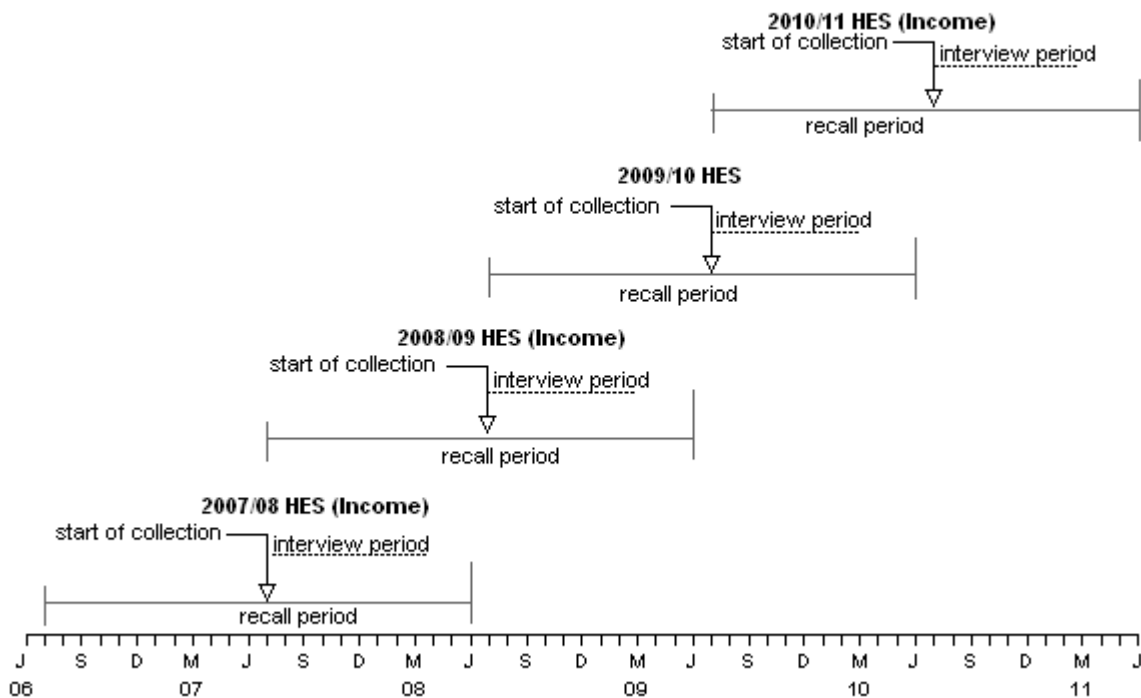 2010/11 HES (Income)
start of collection
interview period
recall period
2009/10 HES
start of collection
interview period
recall period
2008/09 HES (Income)
start of collection
interview period
recall period
2007/08 HES (Income)
start of collection
interview period
recall period
J S D M J S D M J S D M J S D M J S D M J
06 07 08 09 10 11